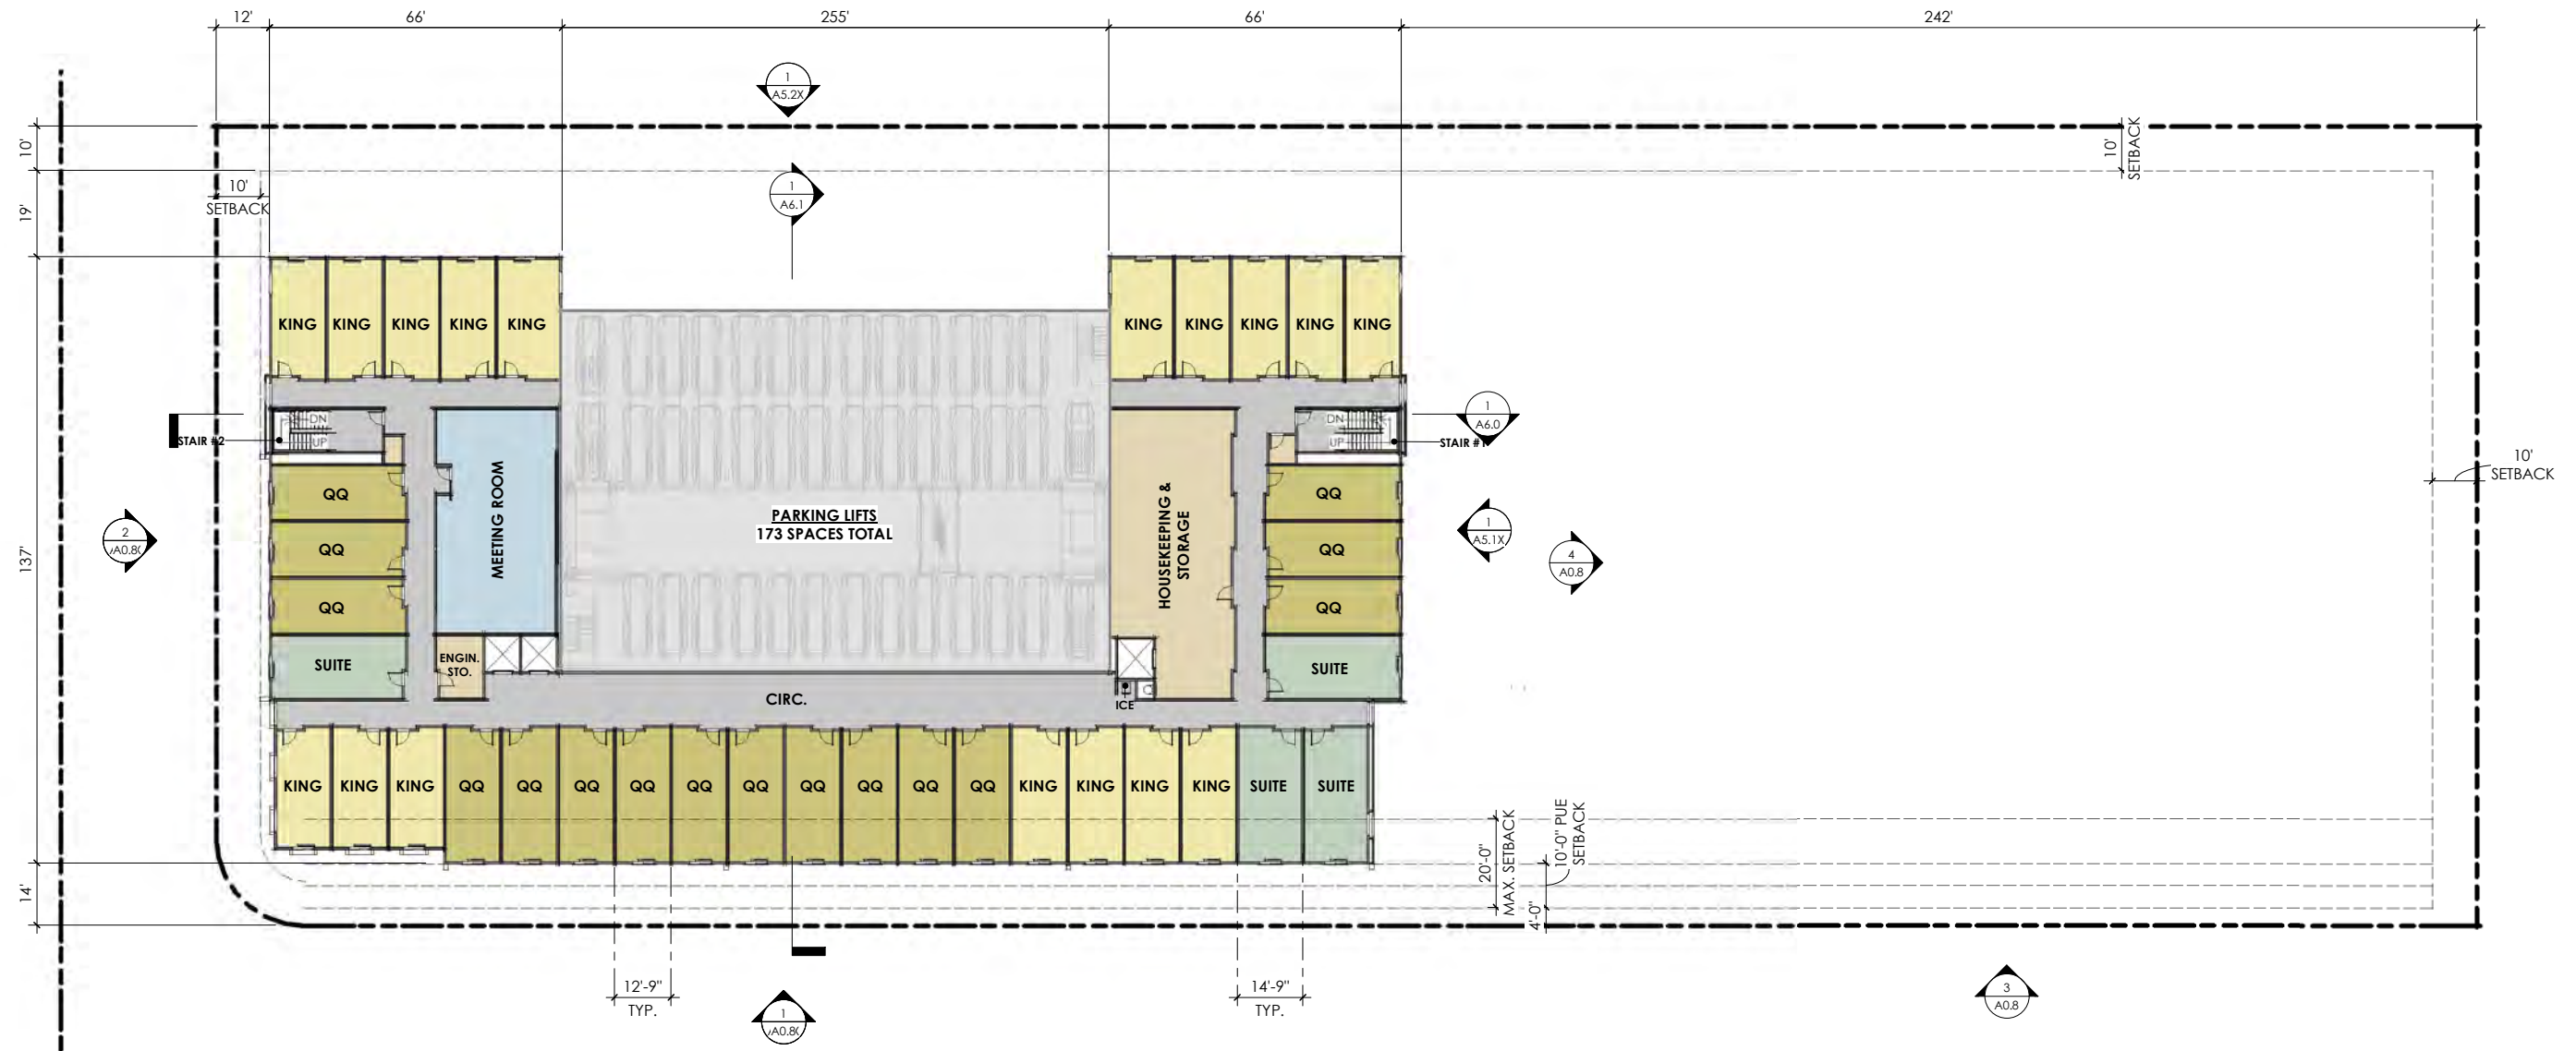 12'
66'
255'
66'
242'
1
A5.2X
10'
10'
SETBACK
10'
SETBACK
1
A6.1
19'
KING
KING
KING
KING
KING
KING
KING
KING
KING
KING
DN
UP
STAIR #2
DN
UP
STAIR #1
1
A6.0
10'
SETBACK
QQ
QQ
QQ
SUITE
MEETING ROOM
PARKING LIFTS
173 SPACES TOTAL
HOUSEKEEPING &
STORAGE
QQ
QQ
QQ
SUITE
1
A5.1X
4
A0.8
2
137'
ENGIN.
STO.
CIRC.
ICE
KING
KING
KING
QQ
QQ
QQ
QQ
QQ
QQ
QQ
QQ
QQ
QQ
KING
KING
KING
KING
SUITE
SUITE
20'-0"
MAX. SETBACK
10'-0" PUE
SETBACK
4'-0"
14'
12'-9"
TYP.
14'-9"
TYP.
1
3
A0.8